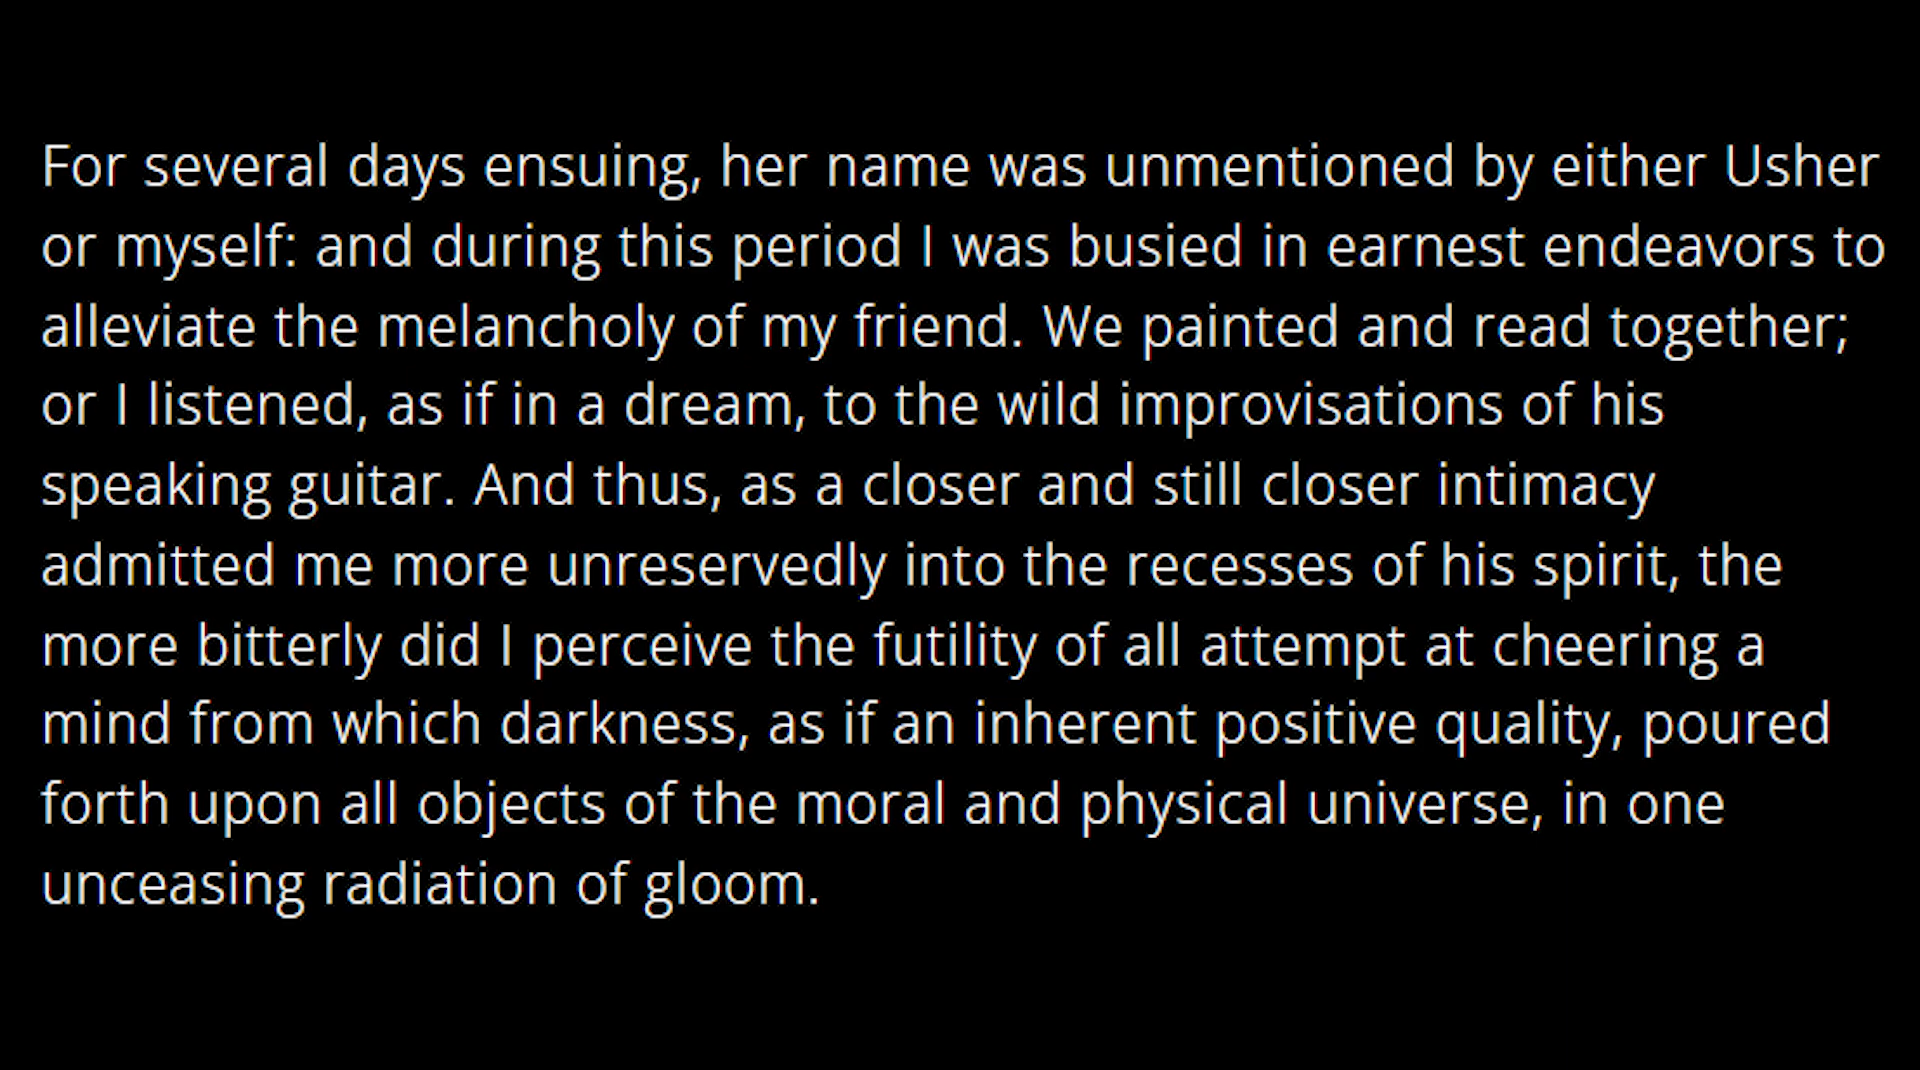 For several days ensuing, her name was unmentioned by either Usher
or myself: and during this period I was busied in earnest endeavors to
alleviate the melancholy of my friend. We painted and read together;
or I listened, as if in a dream, to the wild improvisations of his
speaking guitar. And thus, as a closer and still closer intimacy
admitted me more unreservedly into the recesses of his spirit, the
more bitterly did I perceive the futility of all attempt at cheering a
mind from which darkness, as if an inherent positive quality, poured
forth upon all objects of the moral and physical universe, in one
unceasing radiation of gloom.